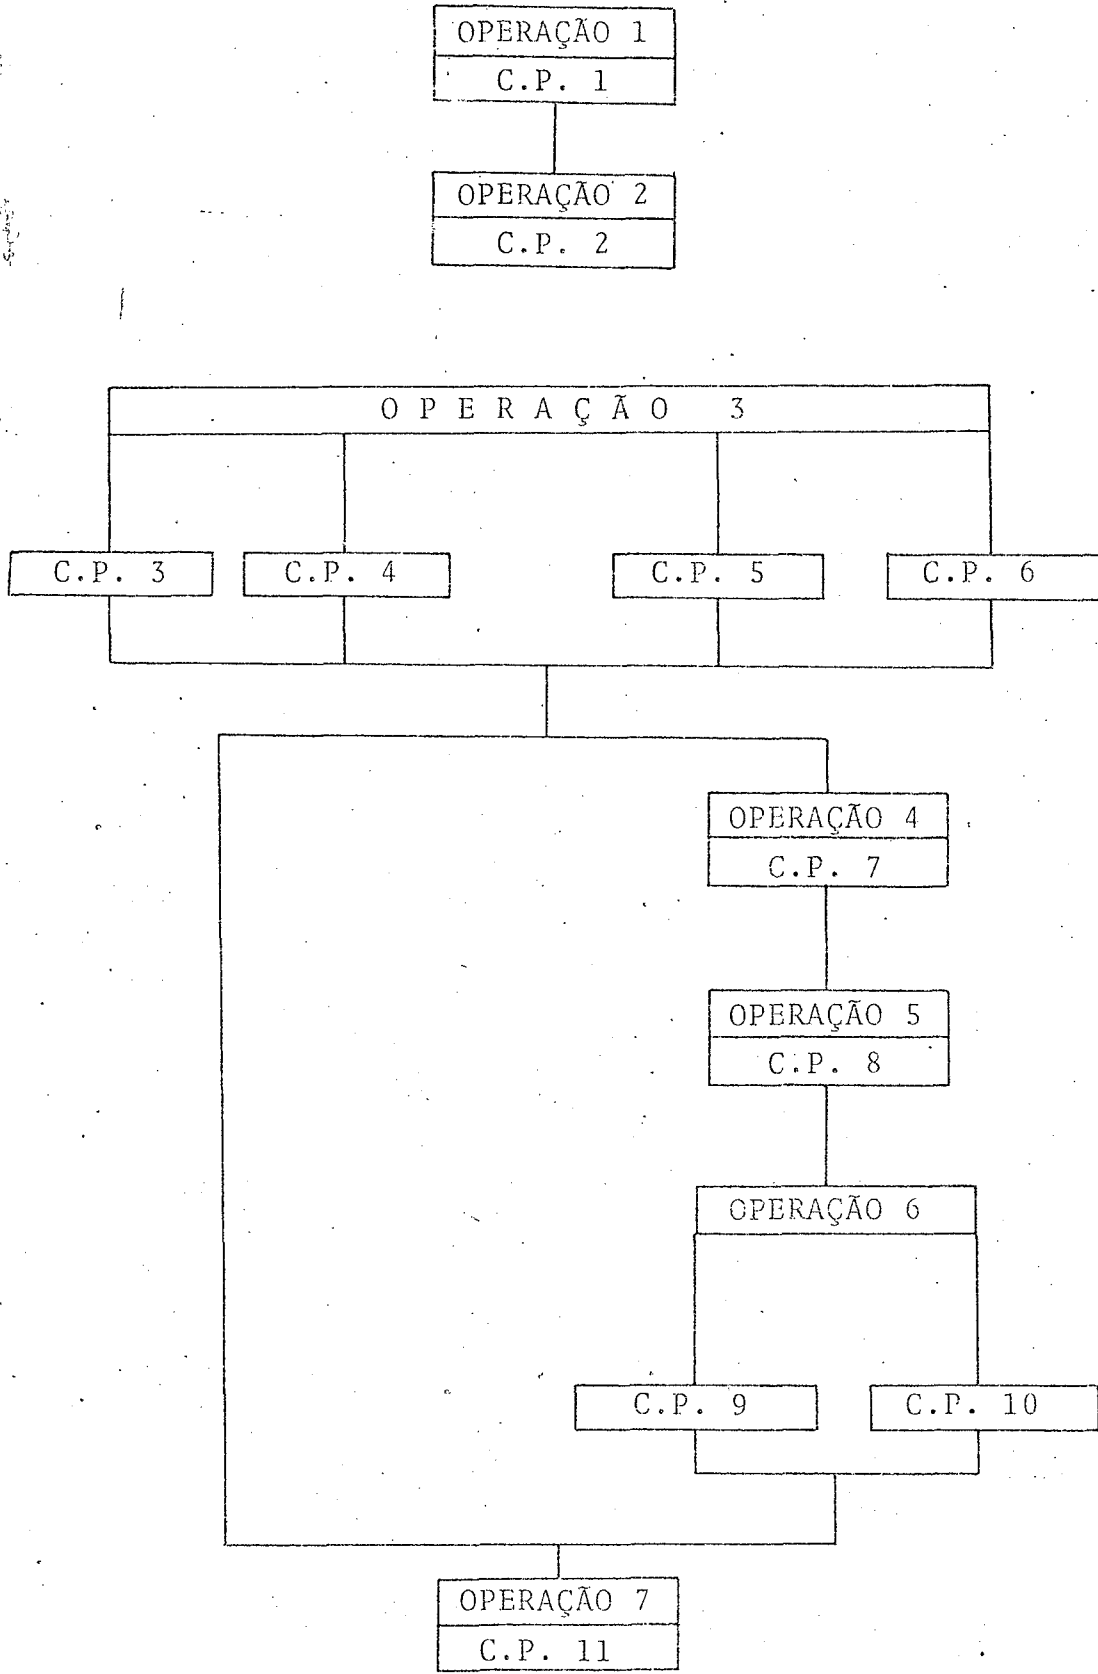 OPERAÇÃO 1
C.P. 1
OPERAÇÃO 2
C.P. 2
O P E R A Ç Ã O 3
C.P. 3
C.P. 4
C.P. 5
C.P. 6
OPERAÇÃO 4
C.P. 7
OPERAÇÃO 5
C.P. 8
OPERAÇÃO 6
C.P. 9
C.P. 10
OPERAÇÃO 7
C.P. 11